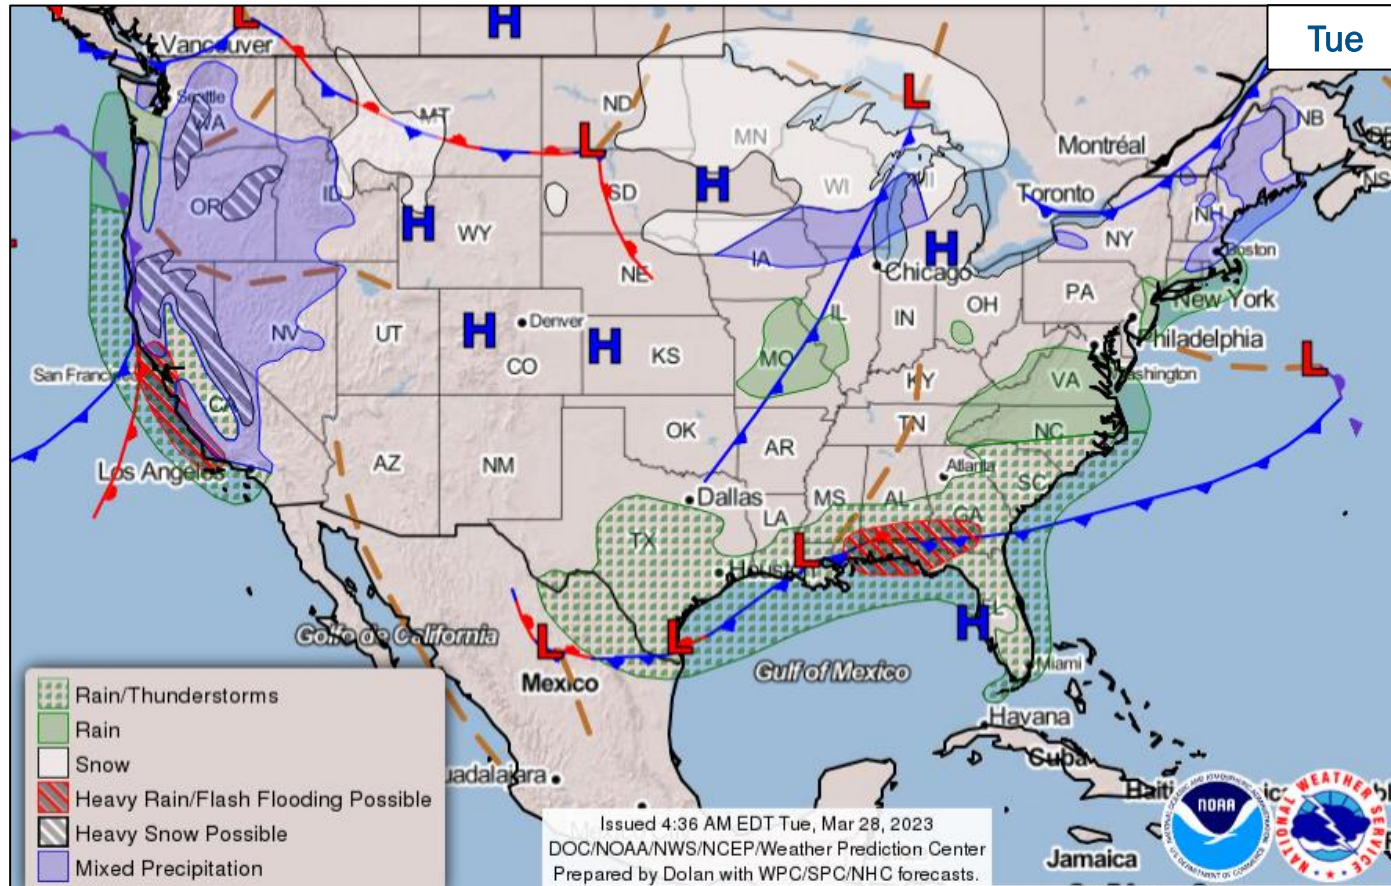 Tue
H
L
Vancouver
Seattle
WA
MT
ND
MN
L
NB
Montréal
L
SD
H
WI
MI
Toronto
NS
OR
ID
H
WY
NH
NY
H
IA
Boston
Chicago
NE
PA
New York
NV
UT
H
Denver
CO
H
KS
MO
IL
IN
OH
Philadelphia
San Franc
CA
KY
VA
Washington
L
AZ
NM
OK
AR
TN
NC
Los Angeles
Dallas
LA
MS
AL
Atlanta
GA
SC
TX
Houston
L
Golfo de California
L
L
H
FL
Miami
Mexico
Gulf of Mexico
Havana
Cuba
Guadalajara
Haiti
Jamaica
Rain/Thunderstorms
Rain
Snow
Heavy Rain/Flash Flooding Possible
Heavy Snow Possible
Mixed Precipitation
Issued 4:36 AM EDT Tue, Mar 28, 2023
DOC/NOAA/NWS/NCEP/Weather Prediction Center
Prepared by Dolan with WPC/SPC/NHC forecasts.
NOAA
NATIONAL WEATHER SERVICE